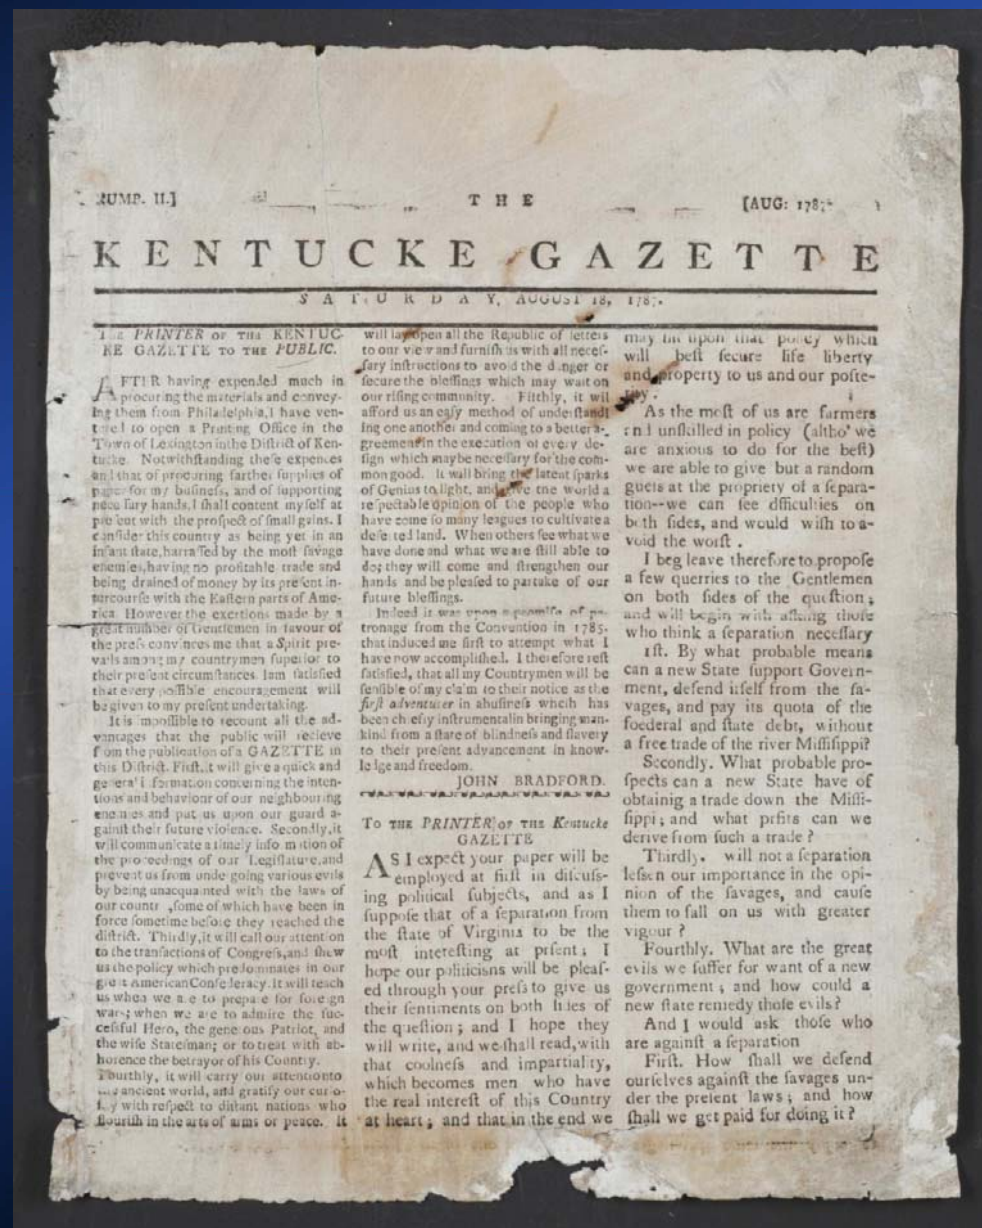 RUMP. II.]
THE
[AUG: 1787
KENTUCKE GAZETTE
SATURDAY, AUGUST 18, 1787.
THE PRINTER OF THE KENTUC-
KE GAZETTE TO THE PUBLIC.
AFTER having expended much in
procuring the materials and convey-
ing them from Philadelphia,I have ven-
tured to open a Printing Office in the
Town of Lexington inthe Diſtrict of Ken-
tucke. Notwithſtanding theſe expences
and that of procuring farther ſupplies of
paper for my buſineſs, and of ſupporting
neceſſary hands,I ſhall content myſelf at
preſent with the proſpect of ſmall gains. I
conſider this country as being yet in an
infant ſtate,harraſſed by the moſt ſavage
enemies,having no profitable trade and
being drained of money by its preſent in-
tercourſe with the Eaſtern parts of Ame-
rica. However the exertions made by a
great number of Gentlemen in favour of
the preſs convinces me that a Spirit pre-
vails among my countrymen ſuperior to
their preſent circumſtances. Iam ſatisfied
that every poſſible encouragement will
be given to my preſent undertaking.
It is impoſſible to recount all the ad-
vantages that the public will recieve
from the publication of a GAZETTE in
this Diſtrict. Firſt,it will give a quick and
general information concerning the inten-
tions and behaviour of our neighbouring
enemies and put us upon our guard a-
gainſt their future violence. Secondly,it
will communicate a timely information of
the proceedings of our Legiſlature,and
prevent us from undergoing various evils
by being unacquainted with the laws of
our country,ſome of which have been in
force ſometime before they reached the
diſtrict. Thirdly,it will call our attention
to the tranſactions of Congreſs,and ſhew
us the policy which predominates in our
great AmericanConfederacy. It will teach
us when we are to prepare for foreign
wars; when we are to admire the ſuc-
ceſsful Hero, the generous Patriot, and
the wiſe Stateſman; or to treat with ab-
horence the betrayor of his Country.
Fourthly, it will carry our attentionto
the ancient world, and gratify our curio-
ſity with reſpect to diſtant nations who
flouriſh in the arts of arms or peace. It
will lay open all the Republic of letters
to our view and furniſh us with all neceſ-
ſary inſtructions to avoid the danger or
ſecure the bleſſings which may wait on
our riſing community. Fifthly, it wil
afford us an eaſy method of underſtandi
ing one another and coming to a better a-
greement in the execution of every de-
ſign which maybe neceſſary for the com-
mon good. It wall bring the latent ſparks
of Genius to light, and give the world a
reſpectable opinion of the people who
have come ſo many leagues to cultivate a
deſerted land. When others ſee what we
have done and what we are ſtill able to
do; they will come and ſtrengthen our
hands and be pleaſed to partake of our
future bleſſings.
Indeed it was upon a promiſe of pa-
tronage from the Convention in 1785.
that induced me firſt to attempt what I
have now accompliſhed. I therefore reſt
ſatisfied, that all my Countrymen will be
ſenſible of my claim to their notice as the
firſt adventurer in abuſineſs wheih has
been chiefly inſtrumentalin bringing man-
kind from a ſtate of blindneſs and ſlavery
to their preſent advancement in know-
ledge and freedom.
JOHN BRADFORD.
TO THE PRINTER OF THE Kentucke
GAZETTE
AS I expect your paper will be
employed at firſt in diſcuſs-
ing political ſubjects, and as I
ſuppoſe that of a ſeparation from
the ſtate of Virginia to be the
moſt intereſting at prſent; I
hope our politicisns will be pleaſ-
ed through your preſs to give us
their ſentiments on both ſides of
the queſtion; and I hope they
will write, and we ſhall read,with
that coolneſs and impartiality,
which becomes men who have
the real intereſt of this Country
at heart; and that in the end we
may hit upon that policy which
will beſt ſecure life liberty
and property to us and our poſte-
rity.
As the moſt of us are farmers
and unſkilled in policy (altho' we
are anxious to do for the beſt)
we are able to give but a random
gueſs at the propriety of a ſepara-
tion--we can ſee dfficulties on
both ſides, and would wiſh to a-
void the worſt.
I beg leave therefore to propoſe
a few querries to the Gentlemen
on both ſides of the queſtion;
and will begin with aſking thoſe
who think a ſeparation neceſſary
1ſt. By what probable means
can a new State ſupport Govern-
ment, defend itſelf from the ſa-
vages, and pay its quota of the
foederal and ſtate debt, without
a free trade of the river Miſſiſippi?
Secondly. What probable pro-
ſpects can a new State have of
obtainig a trade down the Miſſi-
ſippi; and what prfits can we
derive from ſuch a trade?
Thirdly. will not a ſeparation
leſſen our importance in the opi-
nion of the ſavages, and cauſe
them to fall on us with greater
vigour?
Fourthly. What are the great
evils we ſuffer for want of a new
government; and how could a
new ſtate remedy thoſe evils?
And I would ask thoſe who
are againſt a ſeparation
Firſt. How ſhall we defend
ourſelves againſt the ſavages un-
der the preſent laws; and how
ſhall we get paid for doing it?